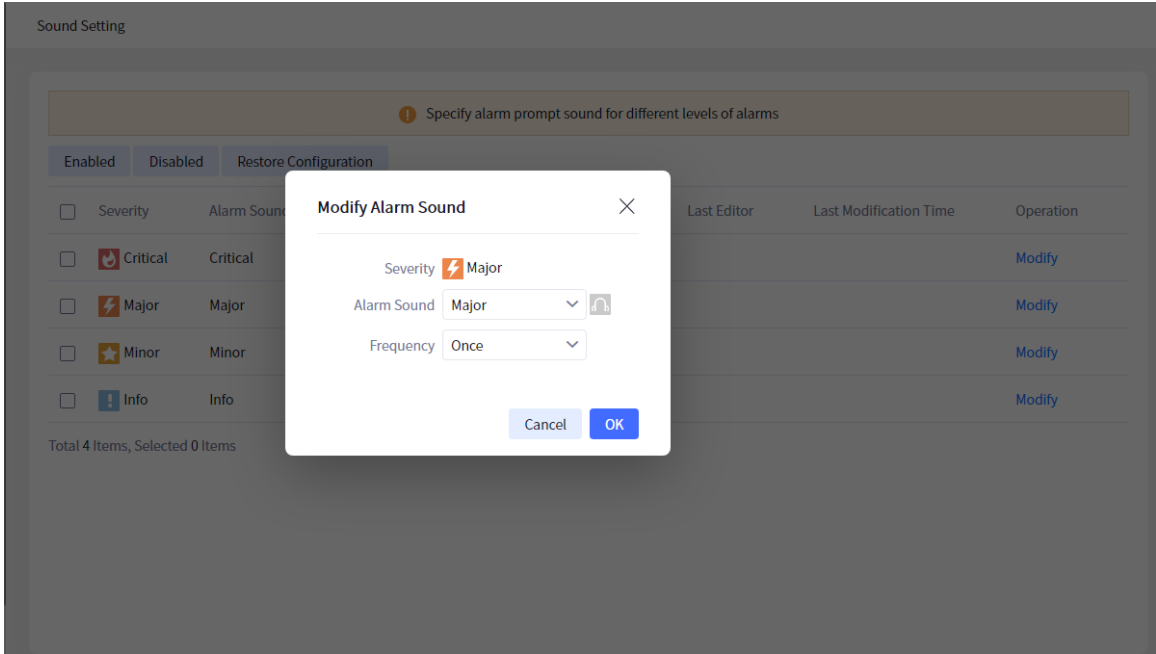 Sound Setting
Specify alarm prompt sound for different levels of alarms
Enabled Disabled Restore Configuration
Severity Alarm Sound Last Editor Last Modification Time Operation
Critical Critical Modify
Major Major Modify
Minor Minor Modify
Info Info Modify
Total 4 Items, Selected 0 Items
Modify Alarm Sound
Severity Major
Alarm Sound Major
Frequency Once
Cancel OK